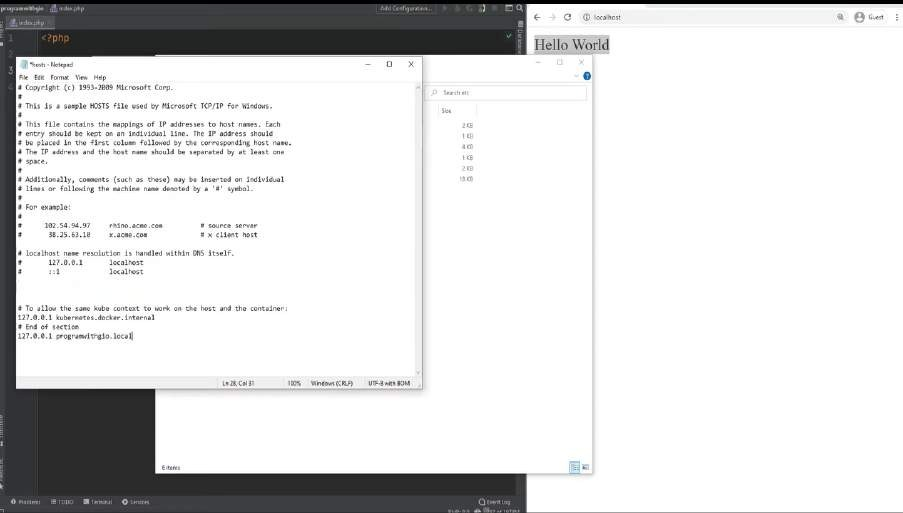 programwithgio
index.php
Add Configuration...
index.php
1
<?php
2
3
4
localhost
Guest
Hello World
*hosts - Notepad
File Edit Format View Help
# Copyright (c) 1993-2009 Microsoft Corp.
#
# This is a sample HOSTS file used by Microsoft TCP/IP for Windows.
#
# This file contains the mappings of IP addresses to host names. Each
# entry should be kept on an individual line. The IP address should
# be placed in the first column followed by the corresponding host name.
# The IP address and the host name should be separated by at least one
# space.
#
# Additionally, comments (such as these) may be inserted on individual
# lines or following the machine name denoted by a '#' symbol.
#
# For example:
#
# 102.54.94.97 rhino.acme.com # source server
# 38.25.63.10 x.acme.com # x client host

# localhost name resolution is handled within DNS itself.
# 127.0.0.1 localhost
# ::1 localhost

# To allow the same kube context to work on the host and the container:
127.0.0.1 kubernetes.docker.internal
# End of section
127.0.0.1 programwithgio.local
Ln 28, Col 31 100% Windows (CRLF) UTF-8 with BOM
Search etc
Size
2 KB
1 KB
4 KB
1 KB
2 KB
18 KB
6 items
Problems TODO Terminal Services
Event Log